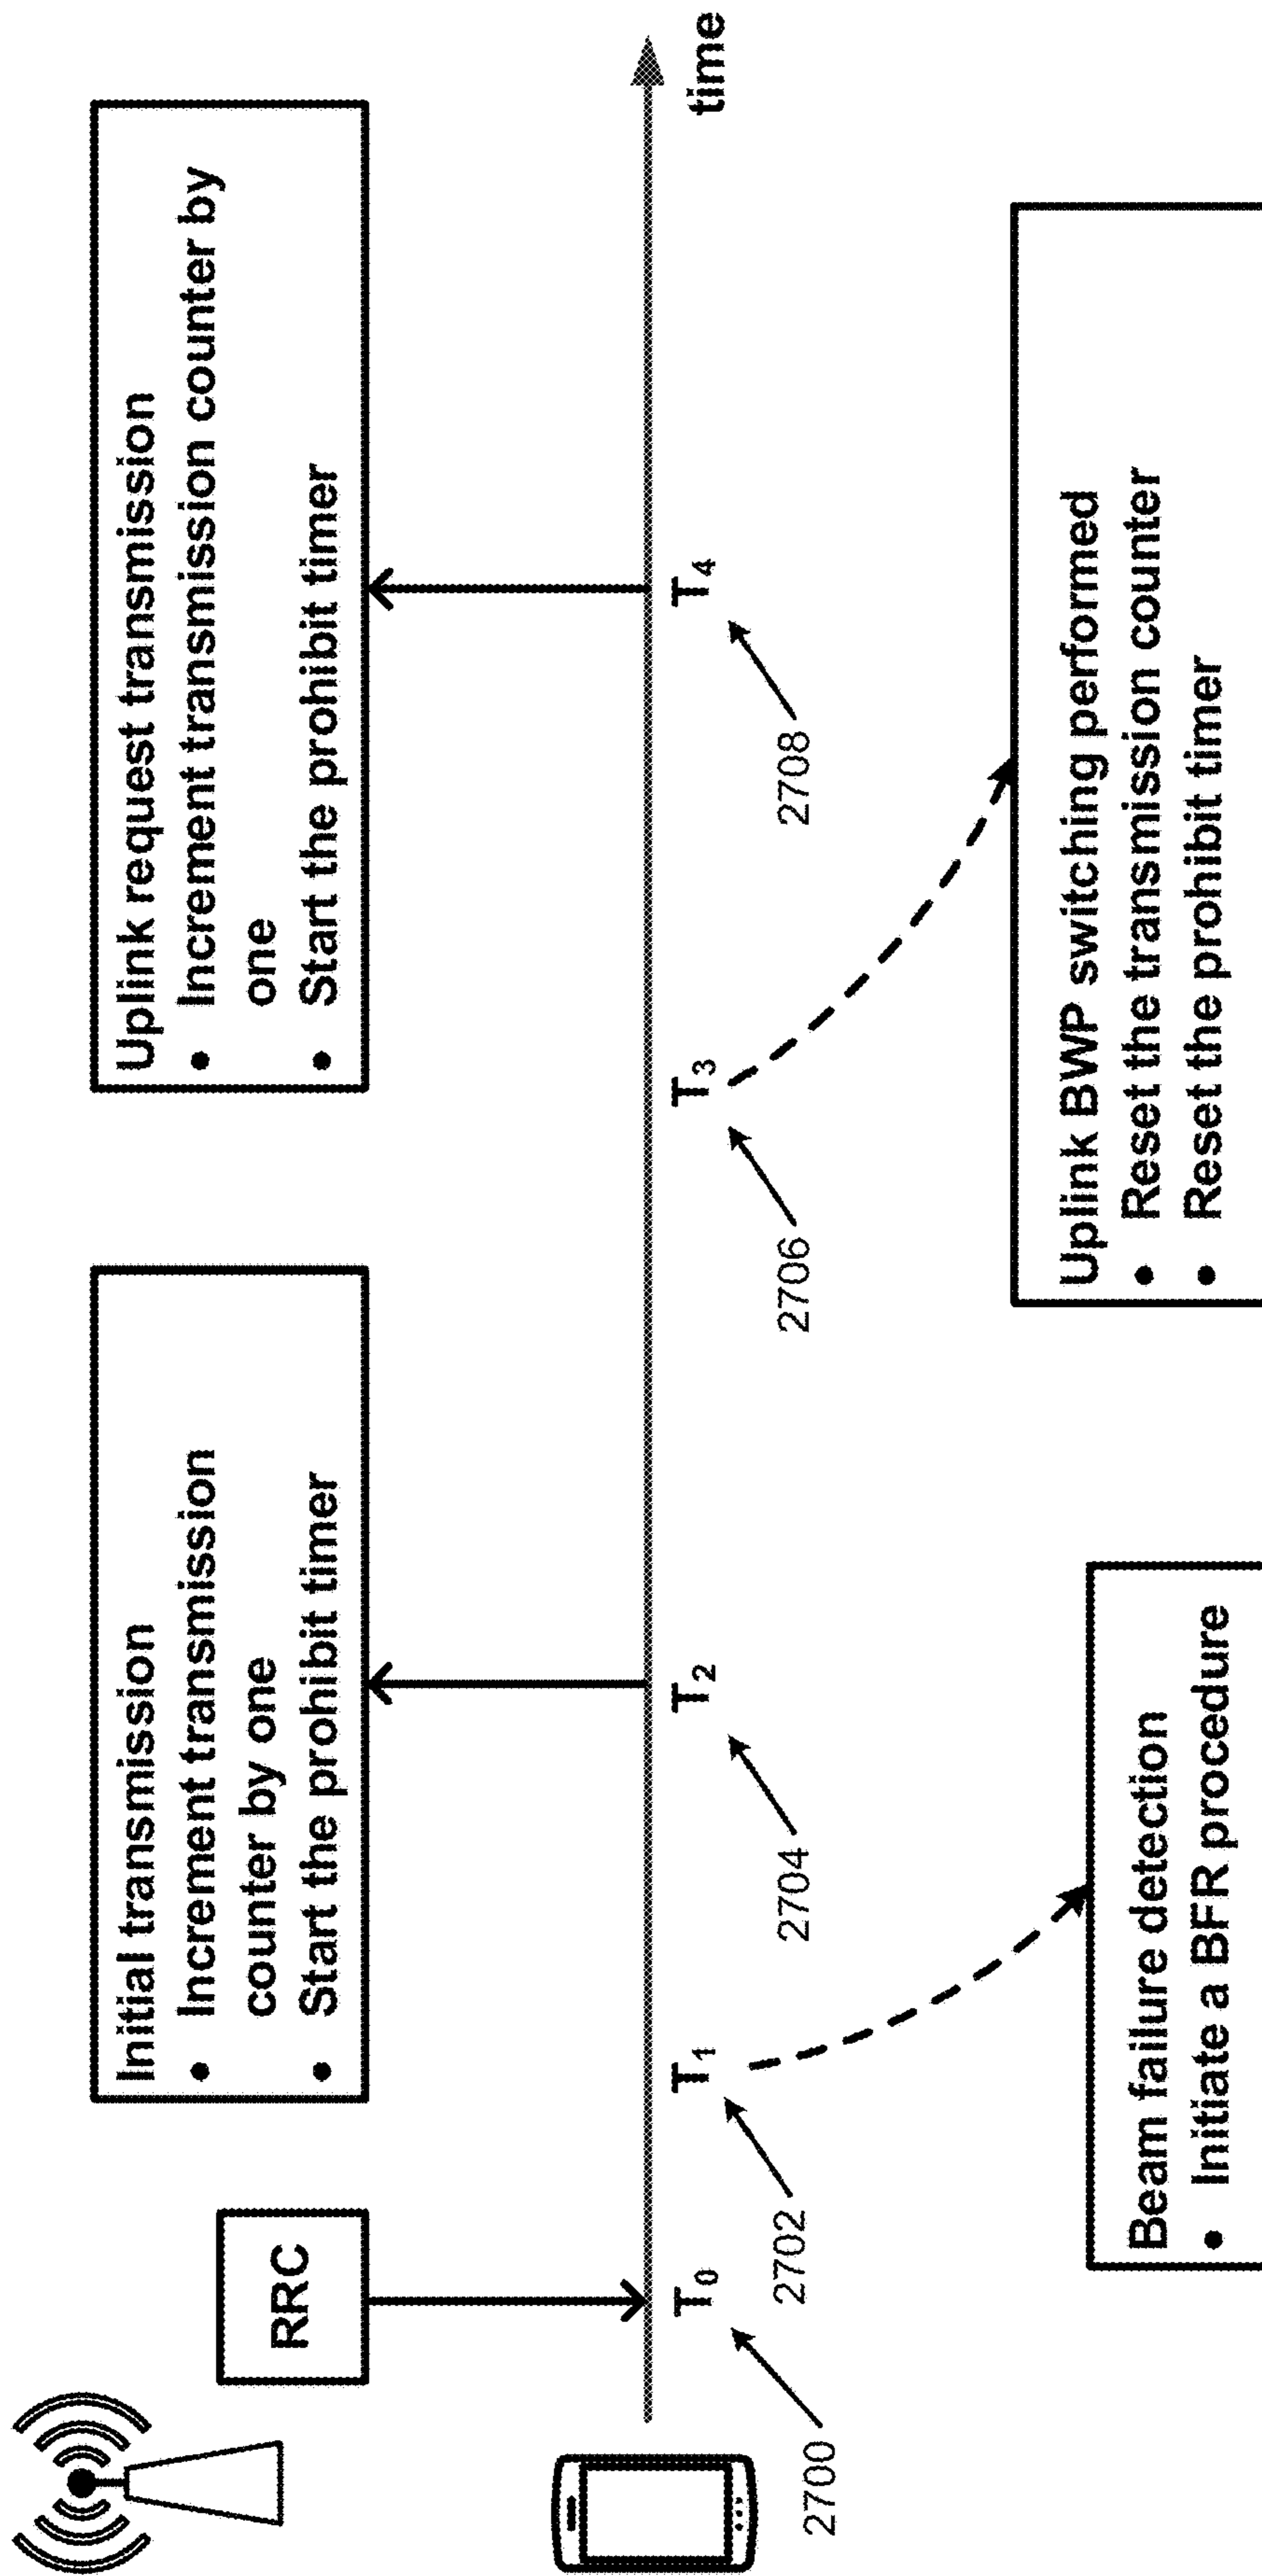 RRC
Initial transmission
• Increment transmission
counter by one
• Start the prohibit timer
Uplink request transmission
• Increment transmission counter by
one
• Start the prohibit timer
T0
T1
T2
T3
T4
time
2700
2702
2704
2706
2708
Beam failure detection
• Initiate a BFR procedure
Uplink BWP switching performed
• Reset the transmission counter
• Reset the prohibit timer